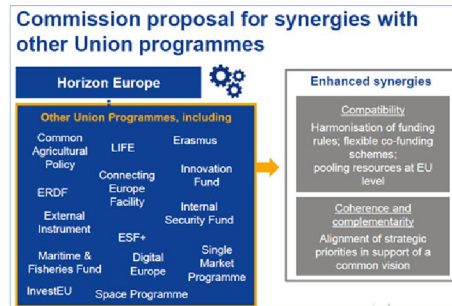 Commission proposal for synergies with
other Union programmes
Horizon Europe
Other Union Programmes, including
Common
Agricultural
Policy
LIFE
Erasmus
Connecting
Europe
Facility
Innovation
Fund
ERDF
External
Instrument
Internal
Security Fund
ESF+
Maritime &
Fisheries Fund
Digital
Europe
Single
Market
Programme
InvestEU
Space Programme
Enhanced synergies
Compatibility
Harmonisation of funding
rules; flexible co-funding
schemes;
pooling resources at EU
level
Coherence and
complementarity
Alignment of strategic
priorities in support of a
common vision